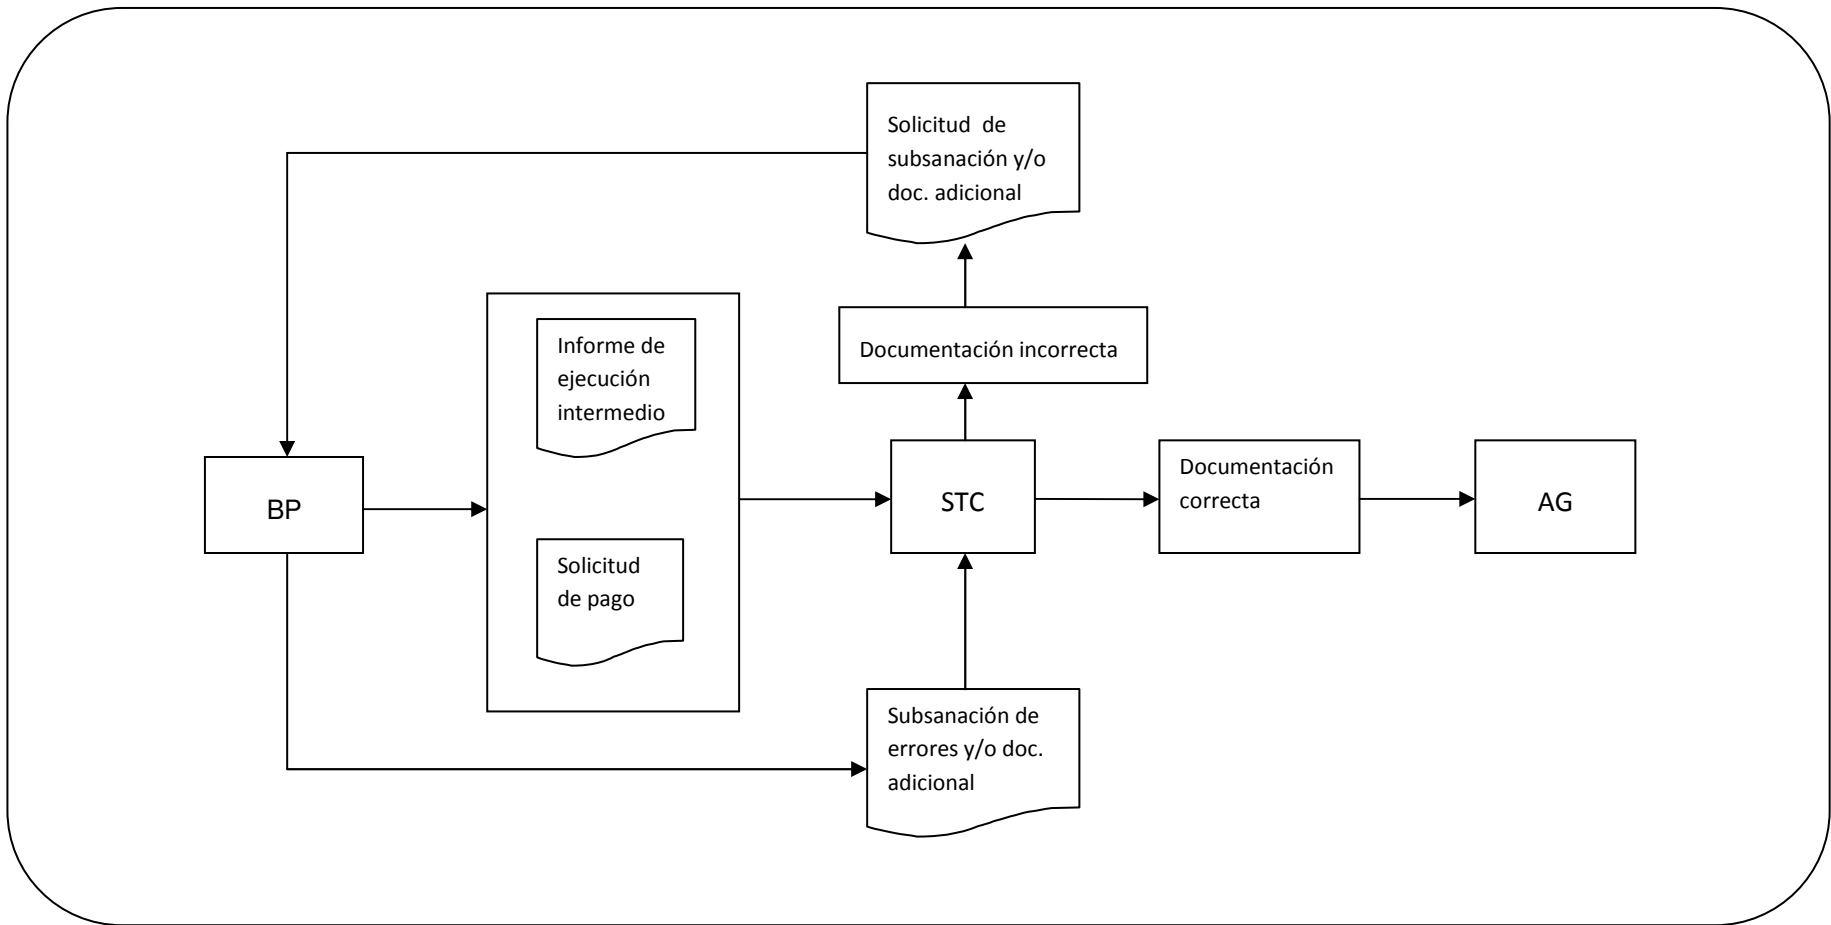 Solicitud de
subsanación y/o
doc. adicional
Documentación incorrecta
Informe de
ejecución
intermedio
BP
STC
Documentación
correcta
AG
Solicitud
de pago
Subsanación de
errores y/o doc.
adicional